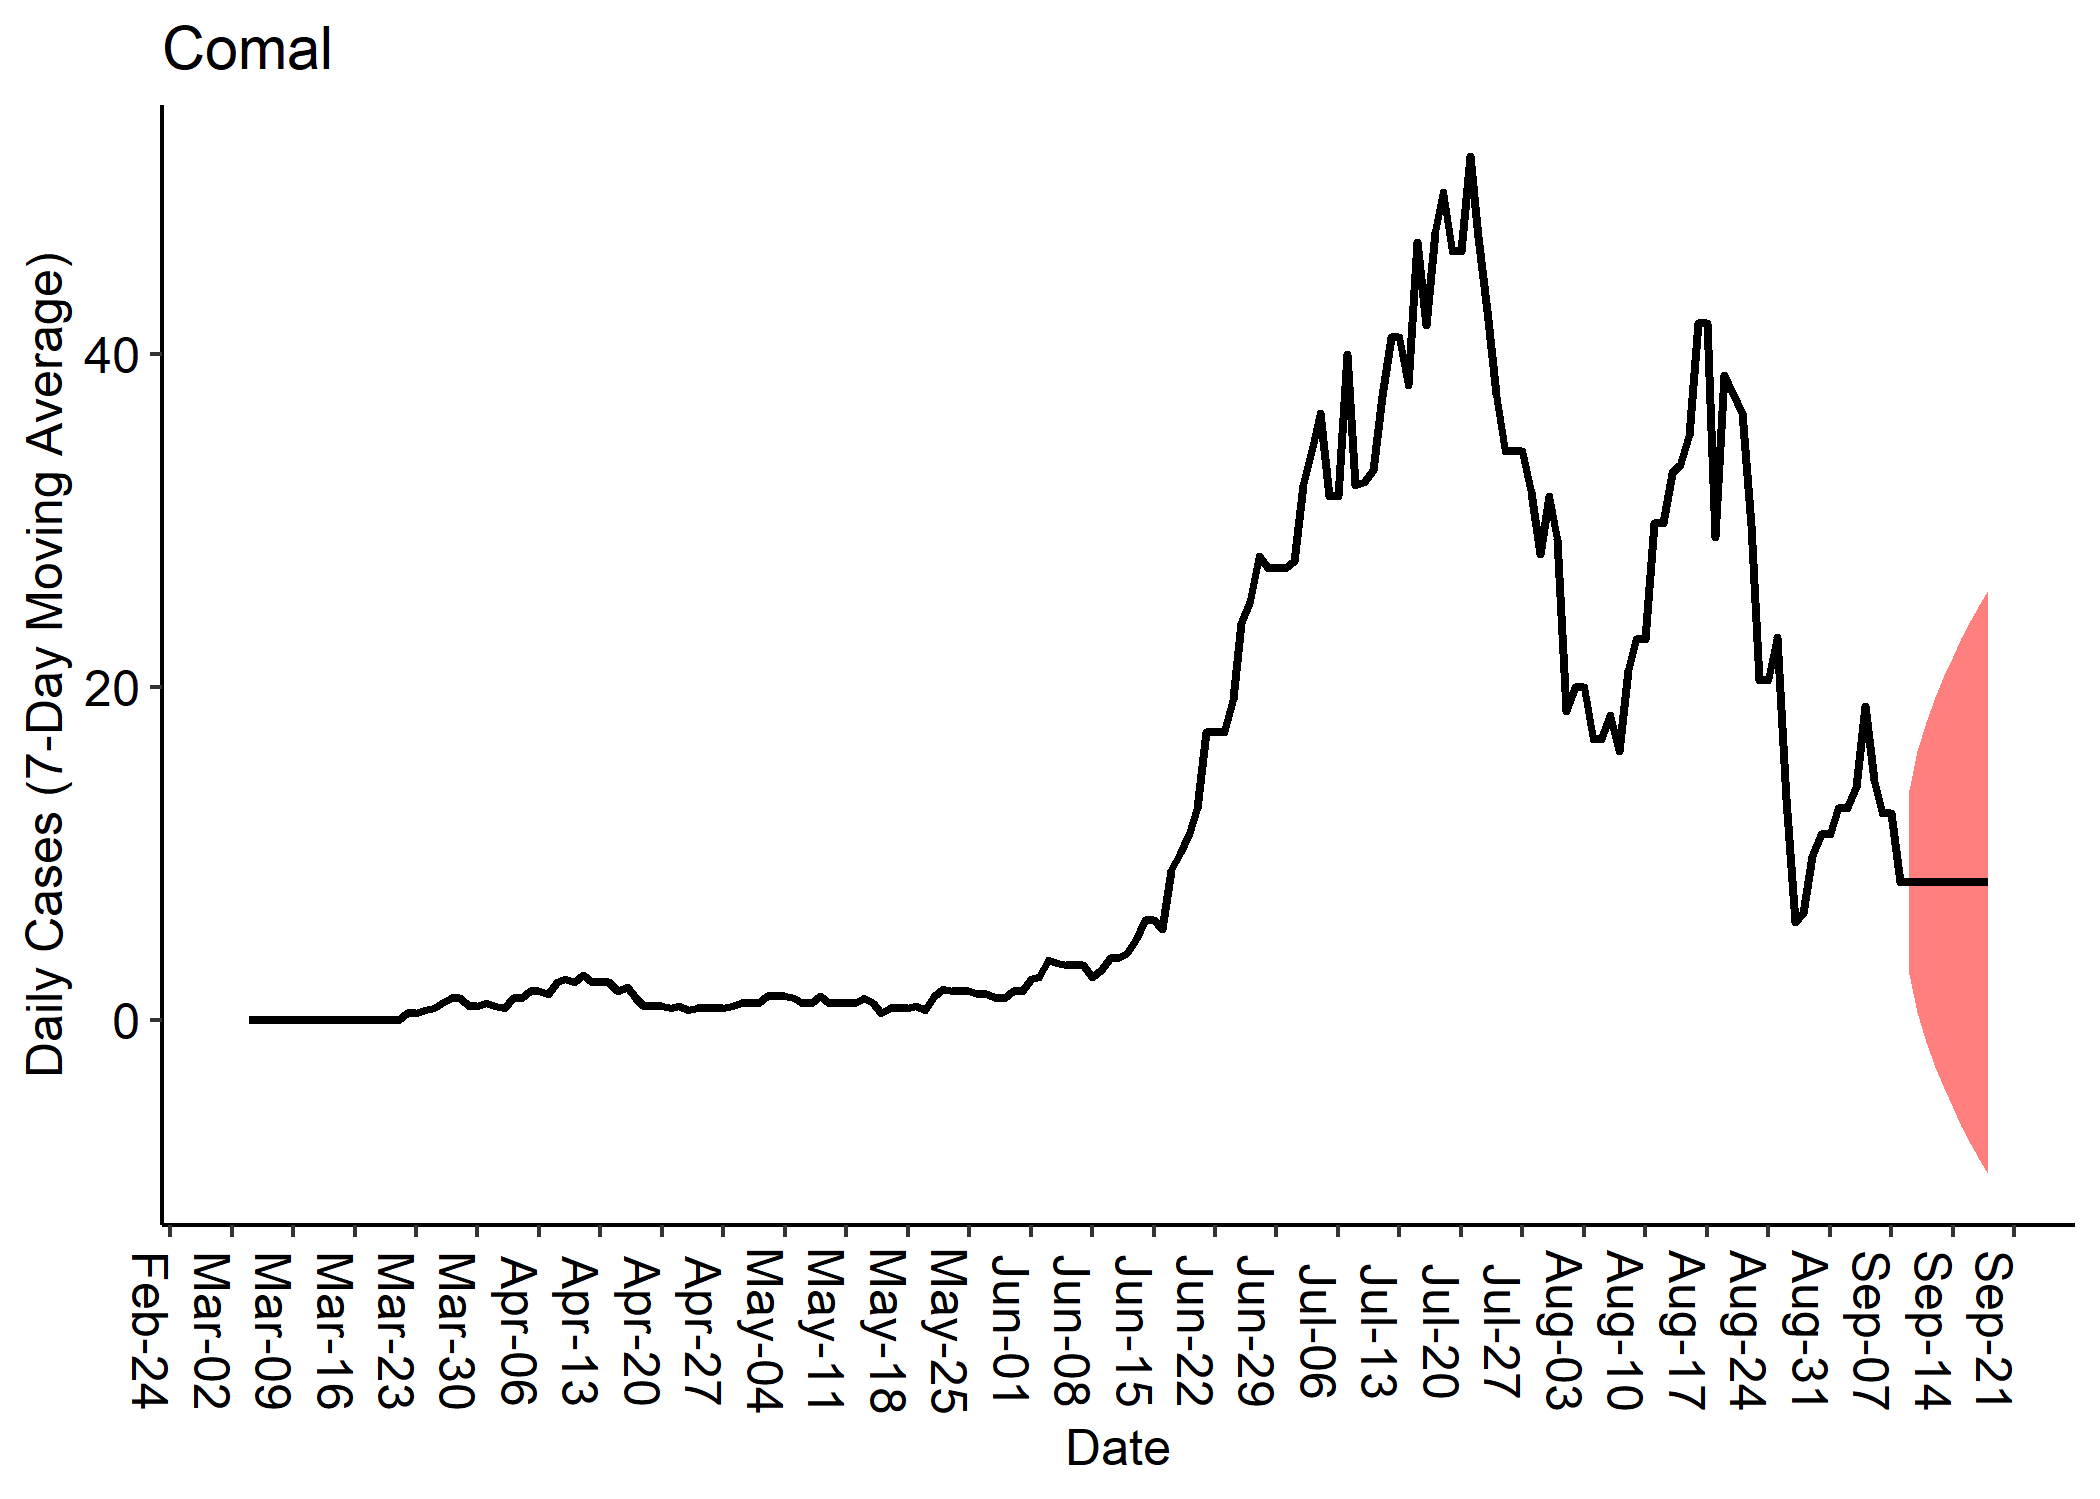 Comal
Daily Cases (7-Day Moving Average)
40
20
0
Feb-24
Mar-02
Mar-09
Mar-16
Mar-23
Mar-30
Apr-06
Apr-13
Apr-20
Apr-27
May-04
May-11
May-18
May-25
Jun-01
Jun-08
Jun-15
Jun-22
Jun-29
Jul-06
Jul-13
Jul-20
Jul-27
Aug-03
Aug-10
Aug-17
Aug-24
Aug-31
Sep-07
Sep-14
Sep-21
Date